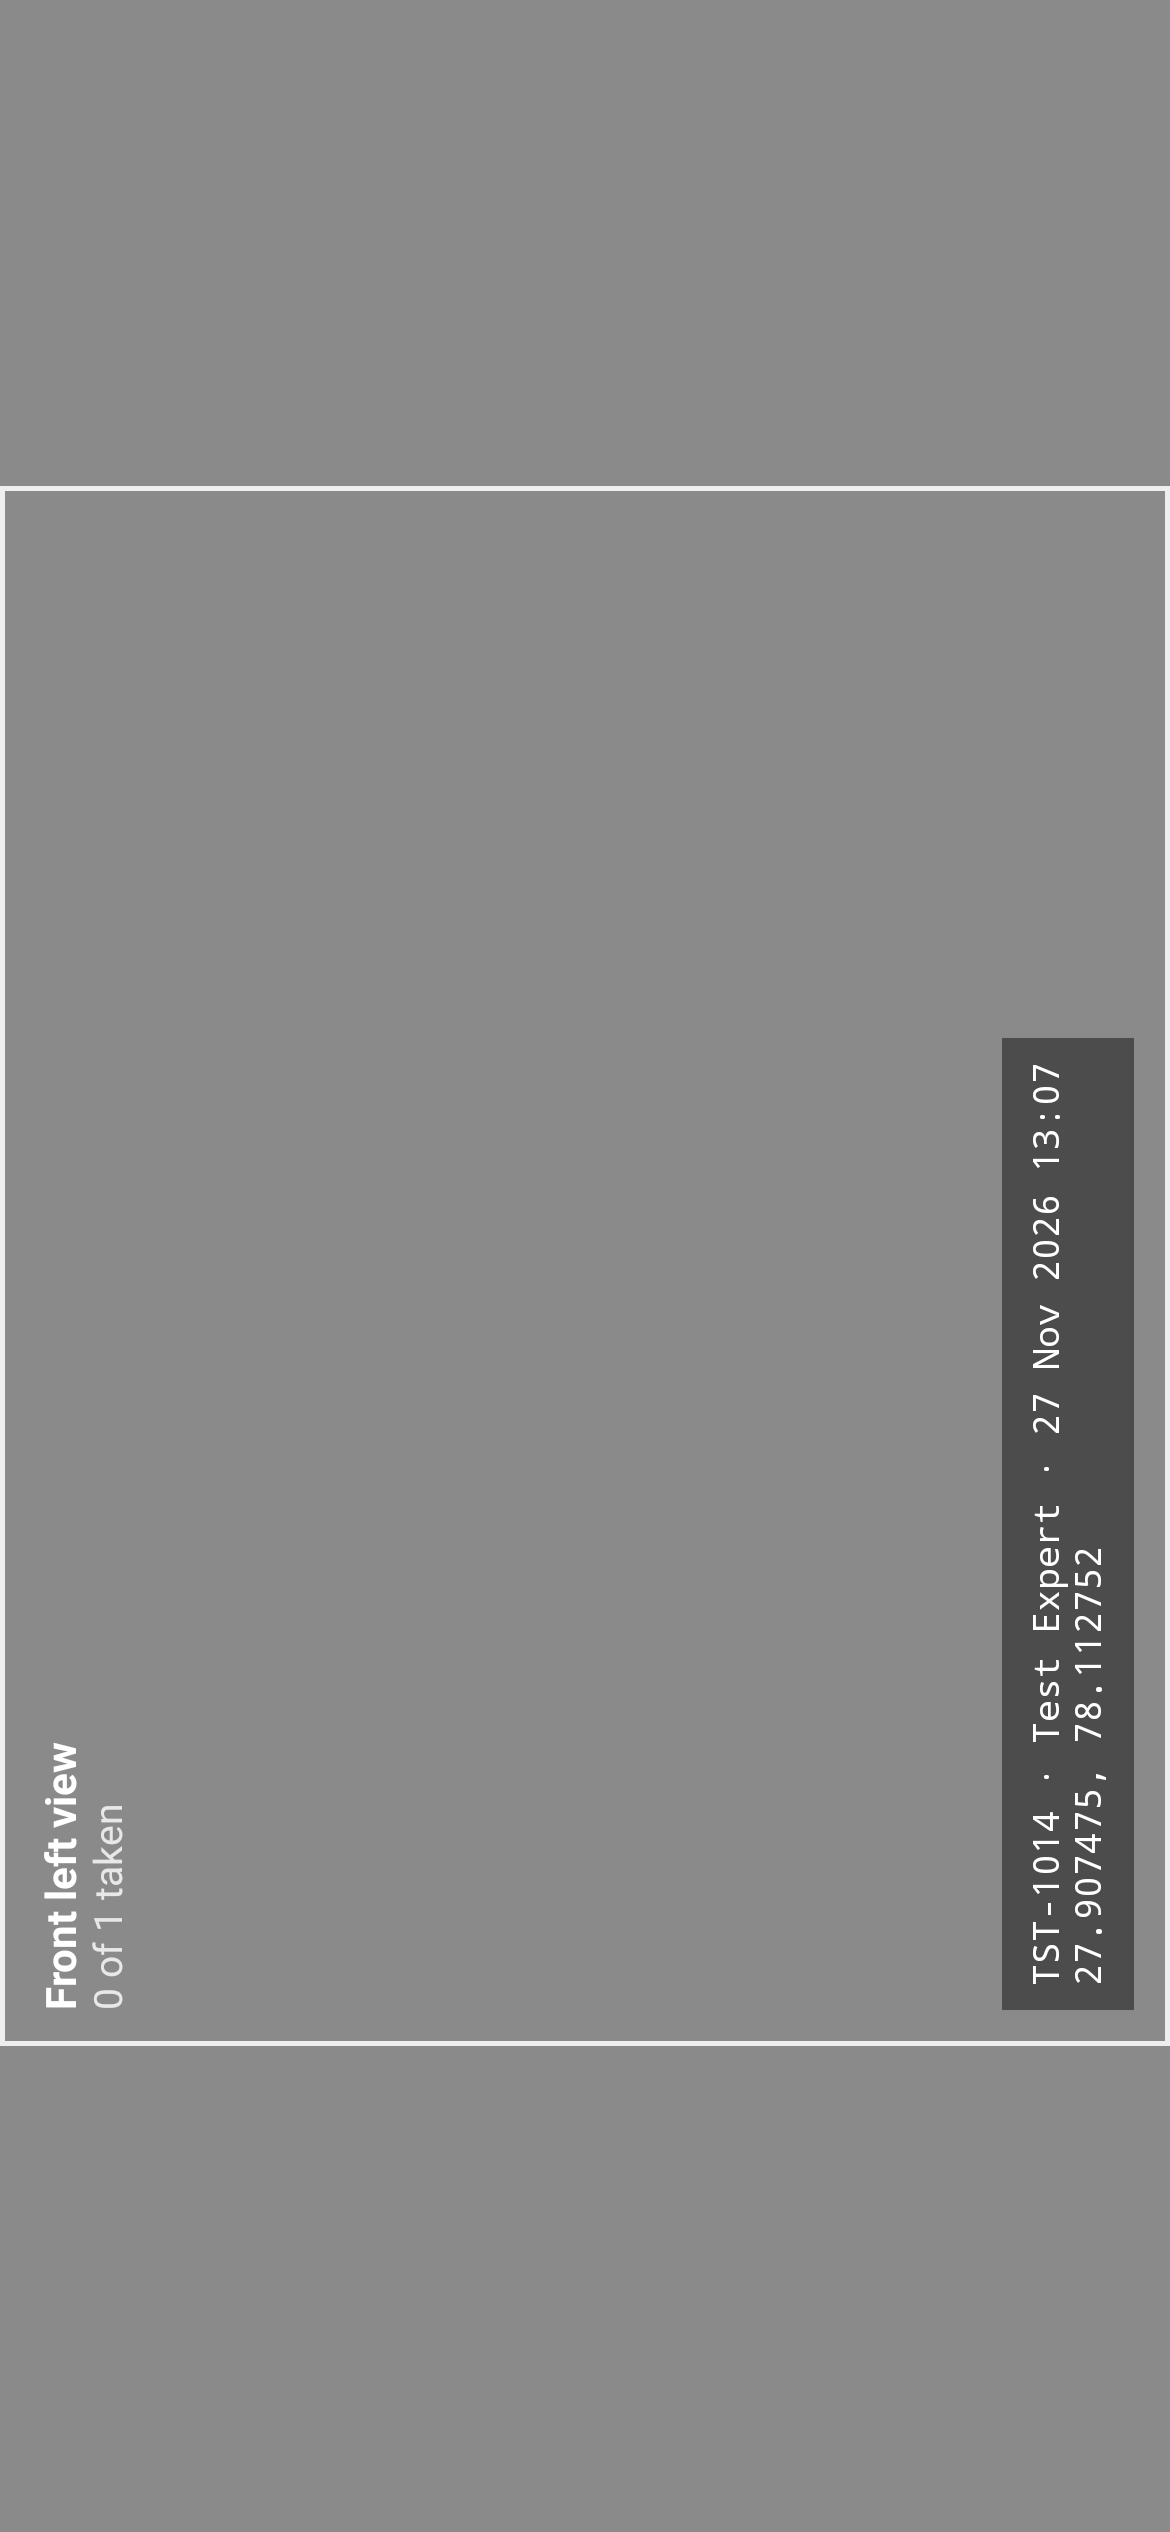 Front left view
0 of 1 taken
TST-1014 · Test Expert · 27 Nov 2026 13:07
27.907475, 78.112752